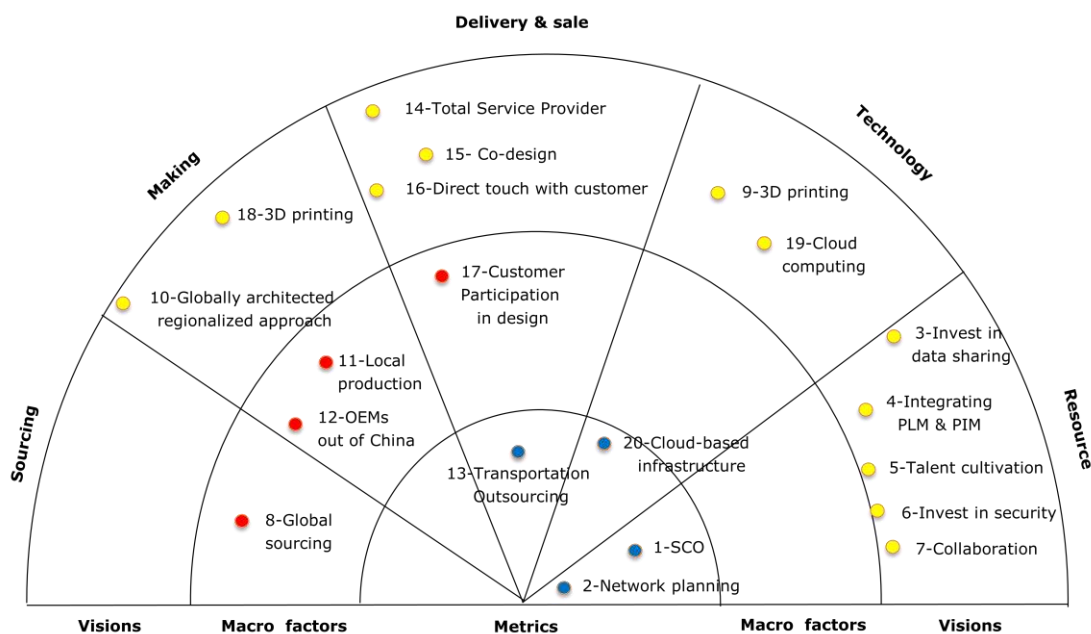 Delivery & sale
Making
Technology
Sourcing
Resource
14-Total Service Provider
15- Co-design
16-Direct touch with customer
18-3D printing
9-3D printing
19-Cloud
computing
10-Globally architected
regionalized approach
17-Customer
Participation
in design
11-Local
production
12-OEMs
out of China
3-Invest in
data sharing
4-Integrating
PLM & PIM
5-Talent cultivation
6-Invest in security
7-Collaboration
20-Cloud-based
infrastructure
13-Transportation
Outsourcing
8-Global
sourcing
1-SCO
2-Network planning
Visions
Macro factors
Metrics
Macro factors
Visions